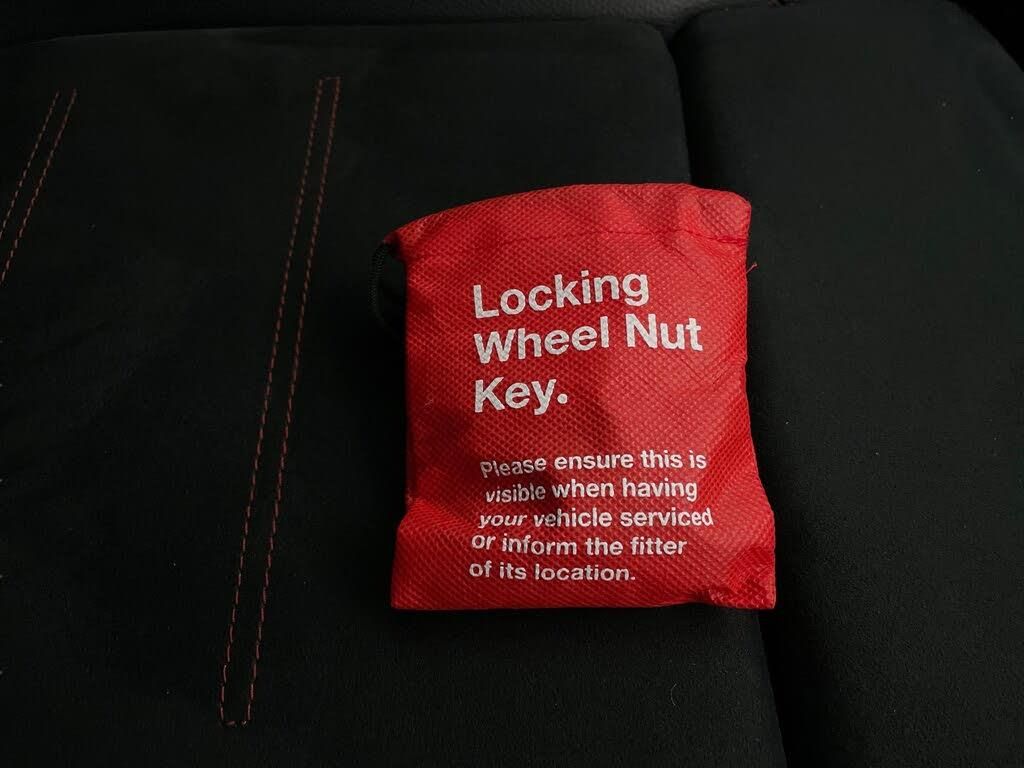 Locking
Wheel Nut
Key.
Please ensure this is
visible when having
your vehicle serviced
or inform the fitter
of its location.